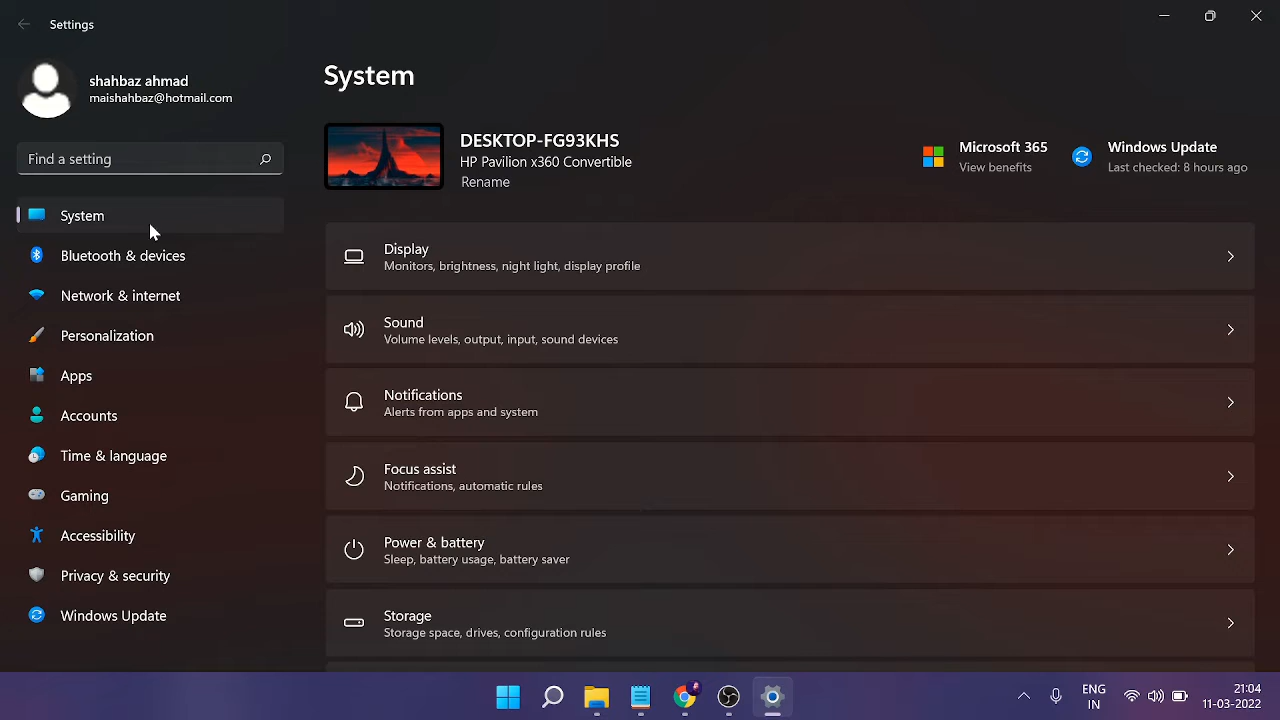 Settings
shahbaz ahmad
maishahbaz@hotmail.com
Find a setting
System
Bluetooth & devices
Network & internet
Personalization
Apps
Accounts
Time & language
Gaming
Accessibility
Privacy & security
Windows Update
System
DESKTOP-FG93KHS
HP Pavilion x360 Convertible
Rename
Microsoft 365
View benefits
Windows Update
Last checked: 8 hours ago
Display
Monitors, brightness, night light, display profile
Sound
Volume levels, output, input, sound devices
Notifications
Alerts from apps and system
Focus assist
Notifications, automatic rules
Power & battery
Sleep, battery usage, battery saver
Storage
Storage space, drives, configuration rules
ENG
IN
21:04
11-03-2022